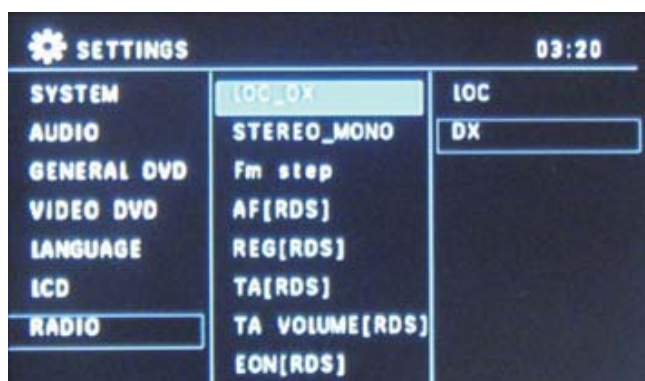 SETTINGS
03:20
SYSTEM
AUDIO
GENERAL DVD
VIDEO DVD
LANGUAGE
LCD
RADIO
LOC_DX
STEREO_MONO
Fm step
AF[RDS]
REG[RDS]
TA[RDS]
TA VOLUME[RDS]
EON[RDS]
LOC
DX